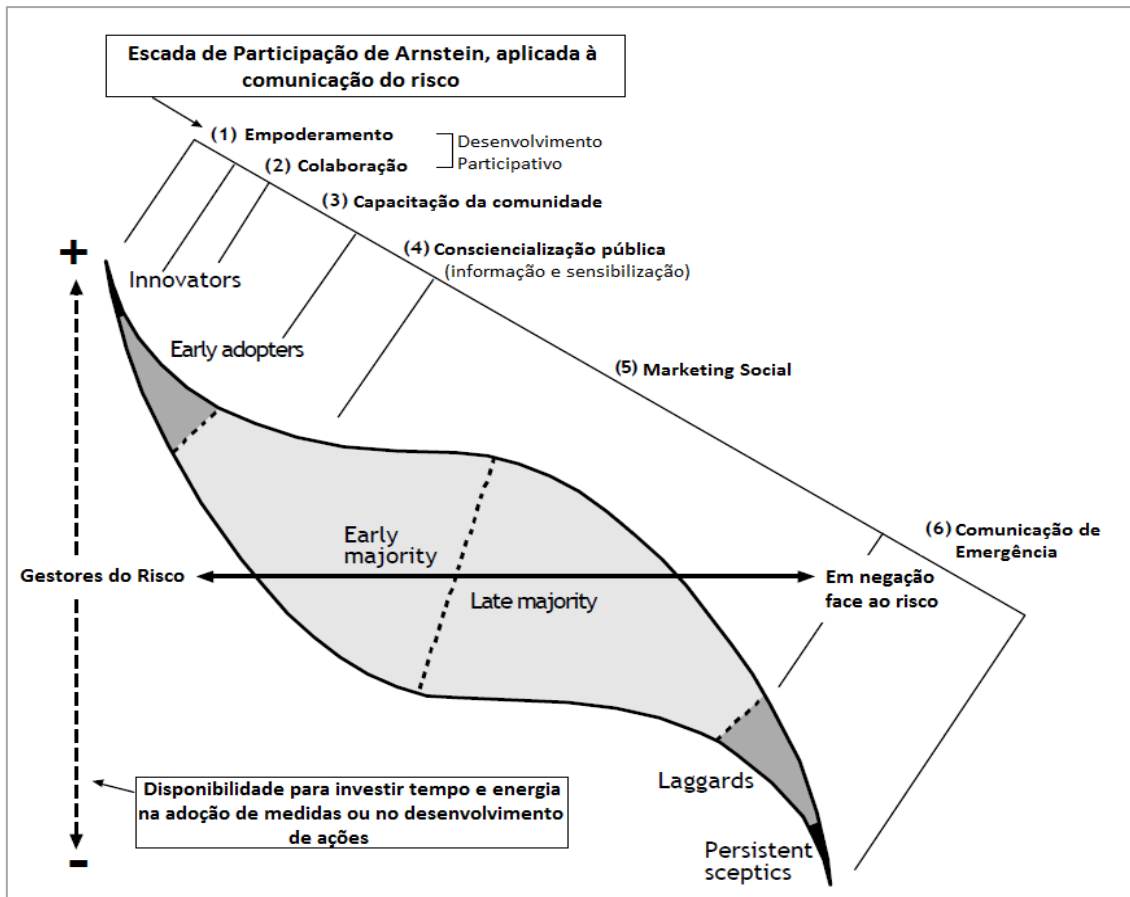 Escada de Participação de Arnstein, aplicada à
comunicação do risco
(1) Empoderamento
Desenvolvimento
Participativo
(2) Colaboração
(3) Capacitação da comunidade
(4) Consciencialização pública
(informação e sensibilização)
+
Innovators
Early adopters
(5) Marketing Social
Early
majority
(6) Comunicação de
Emergência
Gestores do Risco
Em negação
face ao risco
Late majority
Laggards
Disponibilidade para investir tempo e energia
na adoção de medidas ou no desenvolvimento
de ações
Persistent
sceptics
-